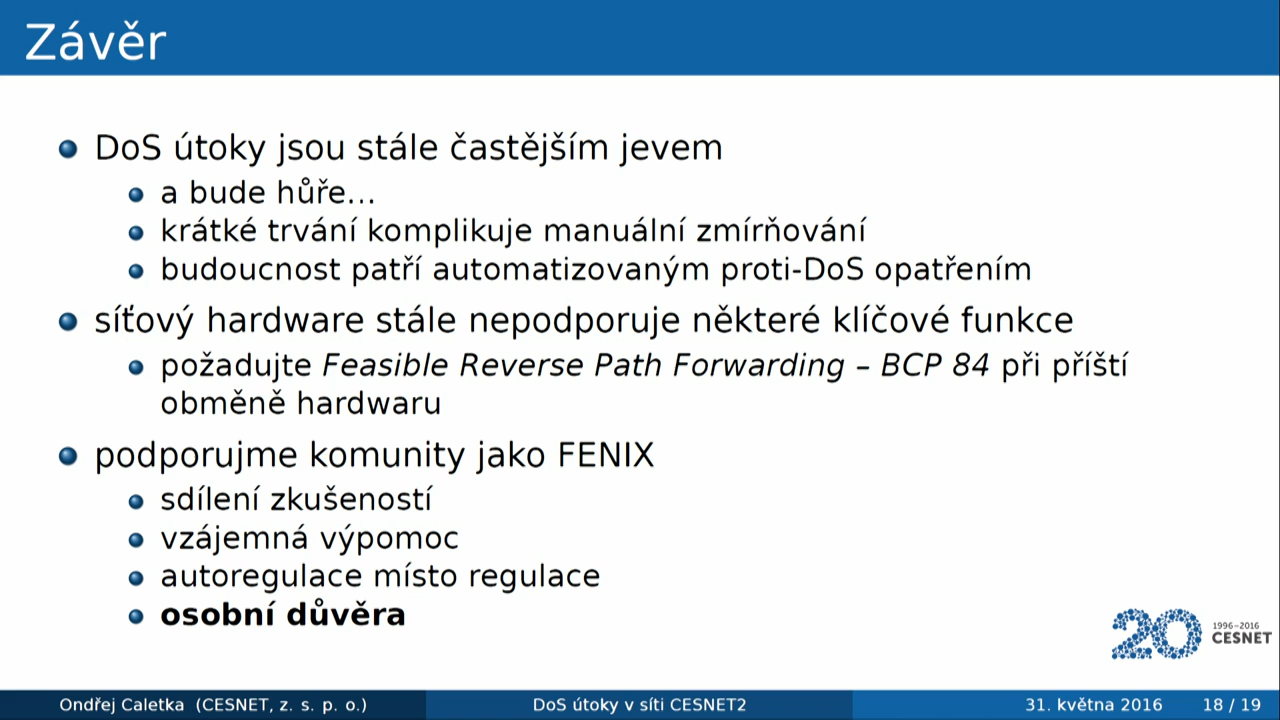 Závěr
DoS útoky jsou stále častějším jevem
a bude hůře...
krátké trvání komplikuje manuální zmírňování
budoucnost patří automatizovaným proti-DoS opatřením
síťový hardware stále nepodporuje některé klíčové funkce
požadujte Feasible Reverse Path Forwarding – BCP 84 při příští
obměně hardwaru
podporujme komunity jako FENIX
sdílení zkušeností
vzájemná výpomoc
autoregulace místo regulace
osobní důvěra
20
1996–2016
CESNET
Ondřej Caletka (CESNET, z. s. p. o.)
DoS útoky v síti CESNET2
31. května 2016
18 / 19